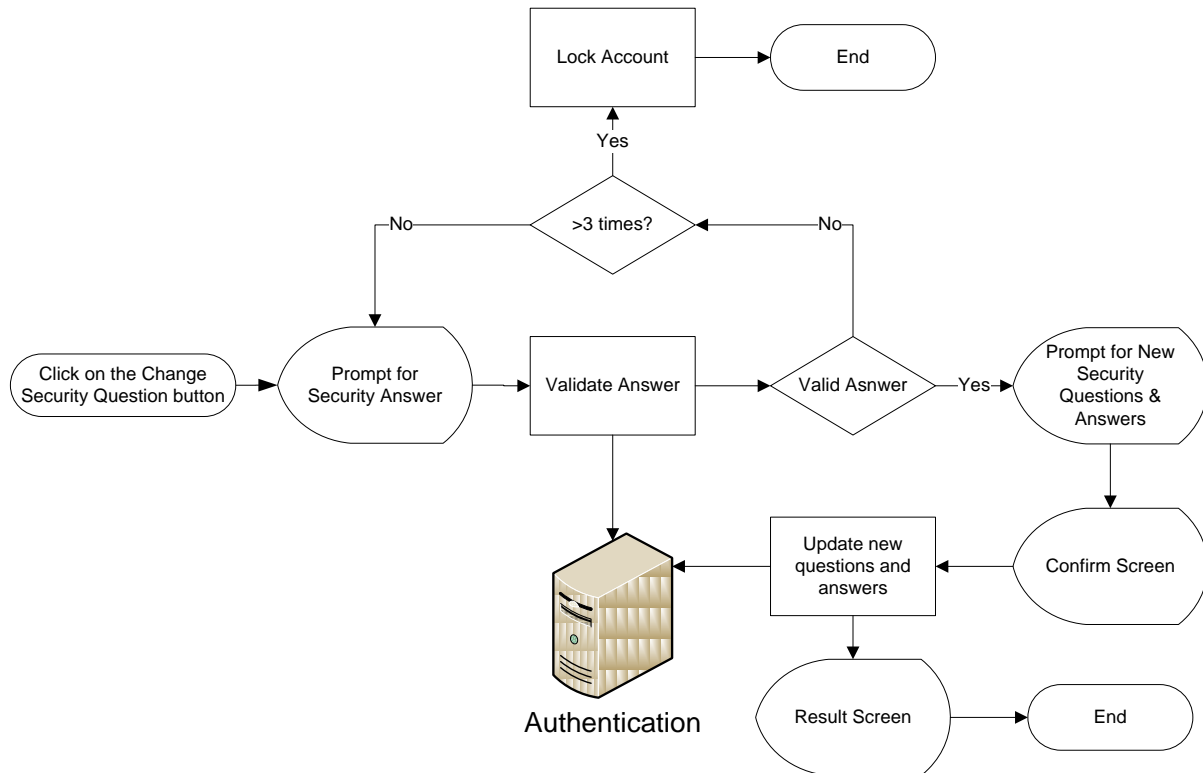 Lock Account
End
Yes
>3 times?
No
No
Click on the Change
Security Question button
Prompt for
Security Answer
Validate Answer
Valid Asnwer
Yes
Prompt for New
Security
Questions &
Answers
Update new
questions and
answers
Confirm Screen
Authentication
Result Screen
End